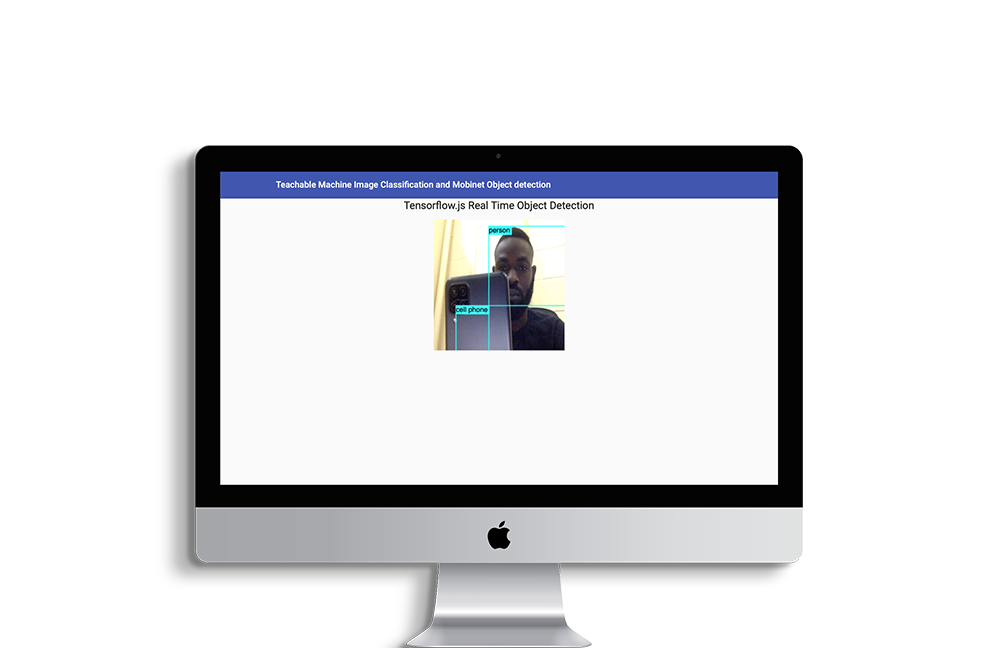 Teachable Machine Image Classification and Mobinet Object detection
Tensorflow.js Real Time Object Detection
person
cell phone